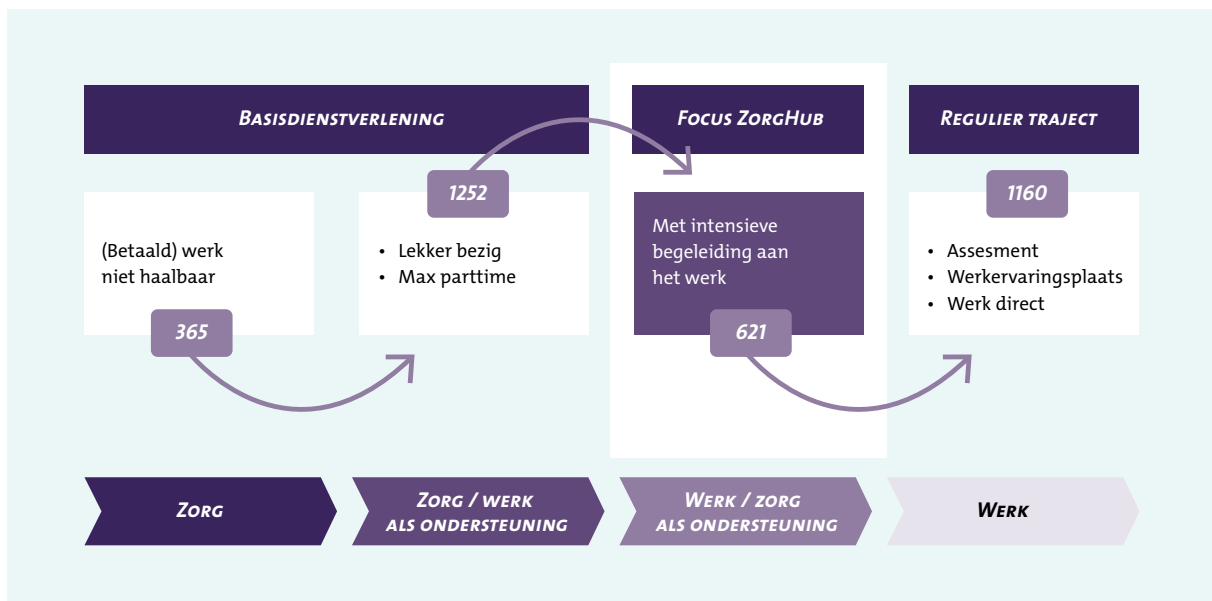 Basisdienstverlening
Focus ZorgHub
Regulier traject
(Betaald) werk
niet haalbaar
365
1252
• Lekker bezig
• Max parttime
Met intensieve
begeleiding aan
het werk
621
1160
• Assesment
• Werkervaringsplaats
• Werk direct
Zorg
Zorg / werk
als ondersteuning
Werk / zorg
als ondersteuning
Werk